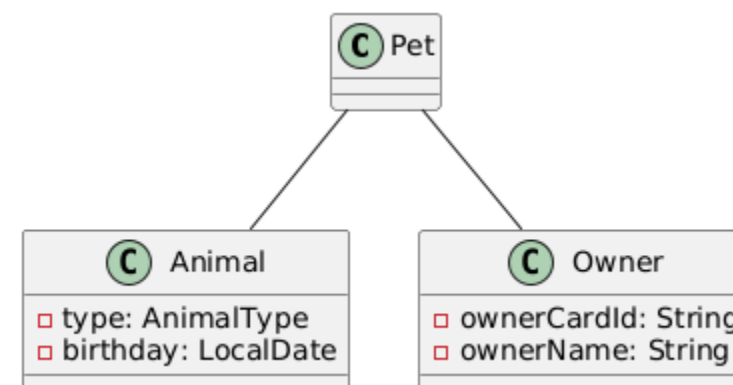 C Pet
C Animal
type: AnimalType
birthday: LocalDate
C Owner
ownerCardId: String
ownerName: String